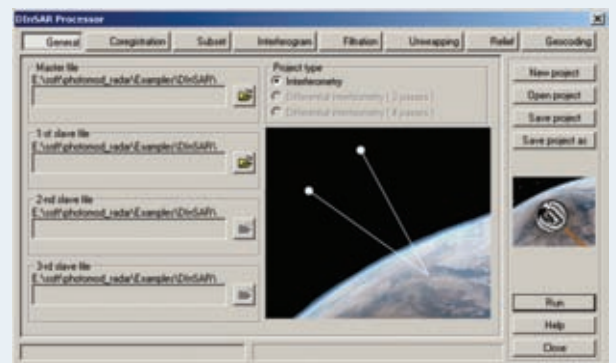 DInSAR Processor
General Coregistration Subset Interferogram Filtration Unwrapping Relief Geocoding
Master file
E:\soft\photomod_radar\Examples\DInSAR\
1-st slave file
E:\soft\photomod_radar\Examples\DInSAR\
2-nd slave file
E:\soft\photomod_radar\Examples\DInSAR\
3-rd slave file
E:\soft\photomod_radar\Examples\DInSAR\
Project type
Interferometry
Differential interferometry ( 3 passes )
Differential interferometry ( 4 passes )
New project
Open project
Save project
Save project as
Run
Help
Close